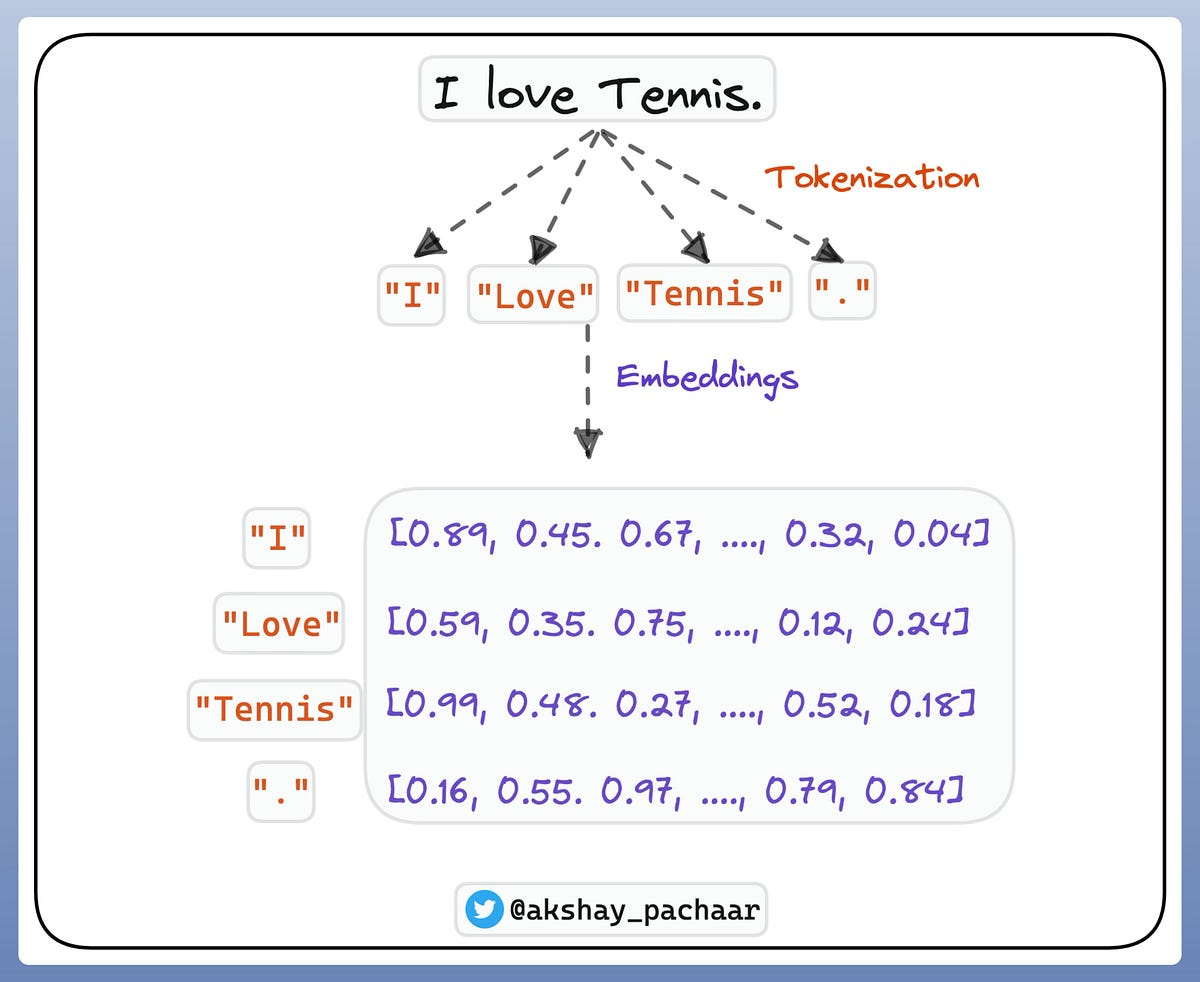 I love Tennis.
Tokenization
"I" "Love" "Tennis" "."
Embeddings
"I" [0.89, 0.45. 0.67, ...., 0.32, 0.04]
"Love" [0.59, 0.35. 0.75, ...., 0.12, 0.24]
"Tennis" [0.99, 0.48. 0.27, ...., 0.52, 0.18]
"." [0.16, 0.55. 0.97, ...., 0.79, 0.84]
@akshay_pachaar